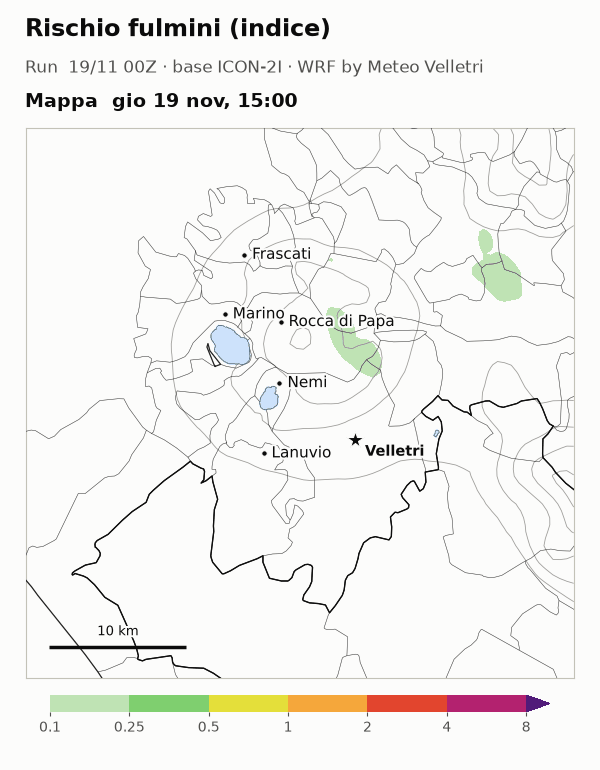 Rischio fulmini (indice)
Run  19/11 00Z · base ICON-2I · WRF by Meteo Velletri
Mappa  gio 19 nov, 15:00
Frascati
Marino
Rocca di Papa
Nemi
Velletri
Lanuvio
10 km
0.1 0.25 0.5 1 2 4 8